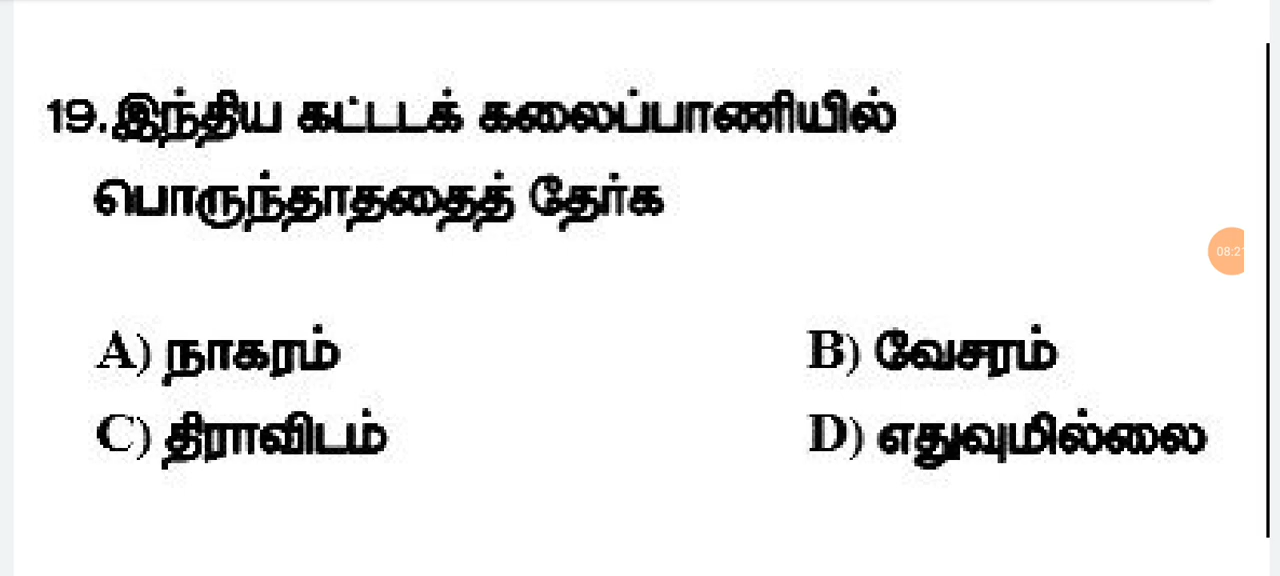 19.இந்திய கட்டடக் கலைப்பாணியில்
பொருந்தாததைத் தேர்க
A) நாகரம்
B) வேசரம்
C) திராவிடம்
D) எதுவுமில்லை